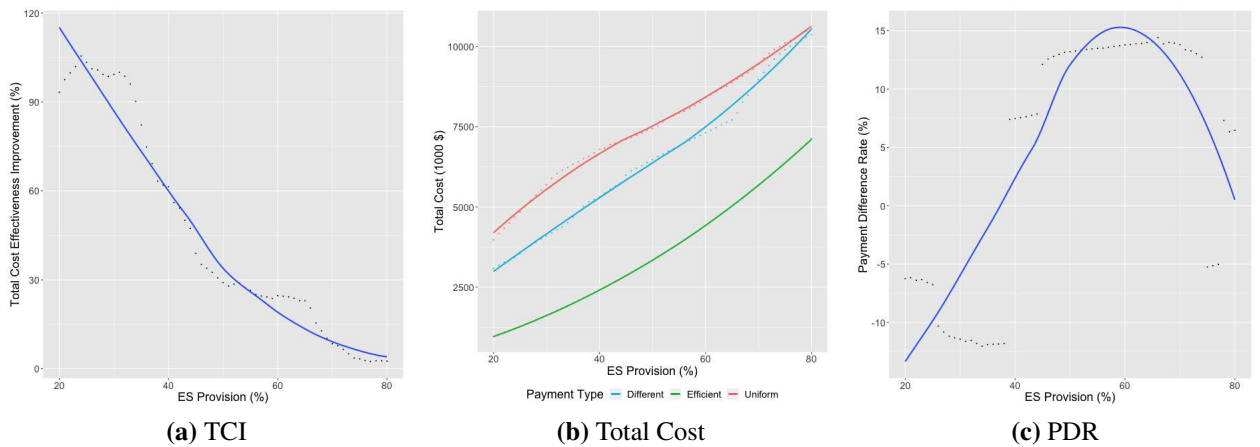 Total Cost Effectiveness Improvement (%)
120
90
60
30
0
20 40 60 80
ES Provision (%)
(a) TCI
Total Cost (1000 $)
10000
7500
5000
2500
20 40 60 80
ES Provision (%)
Payment Type Different Efficient Uniform
(b) Total Cost
Payment Difference Rate (%)
15
10
5
0
-5
-10
20 40 60 80
ES Provision (%)
(c) PDR